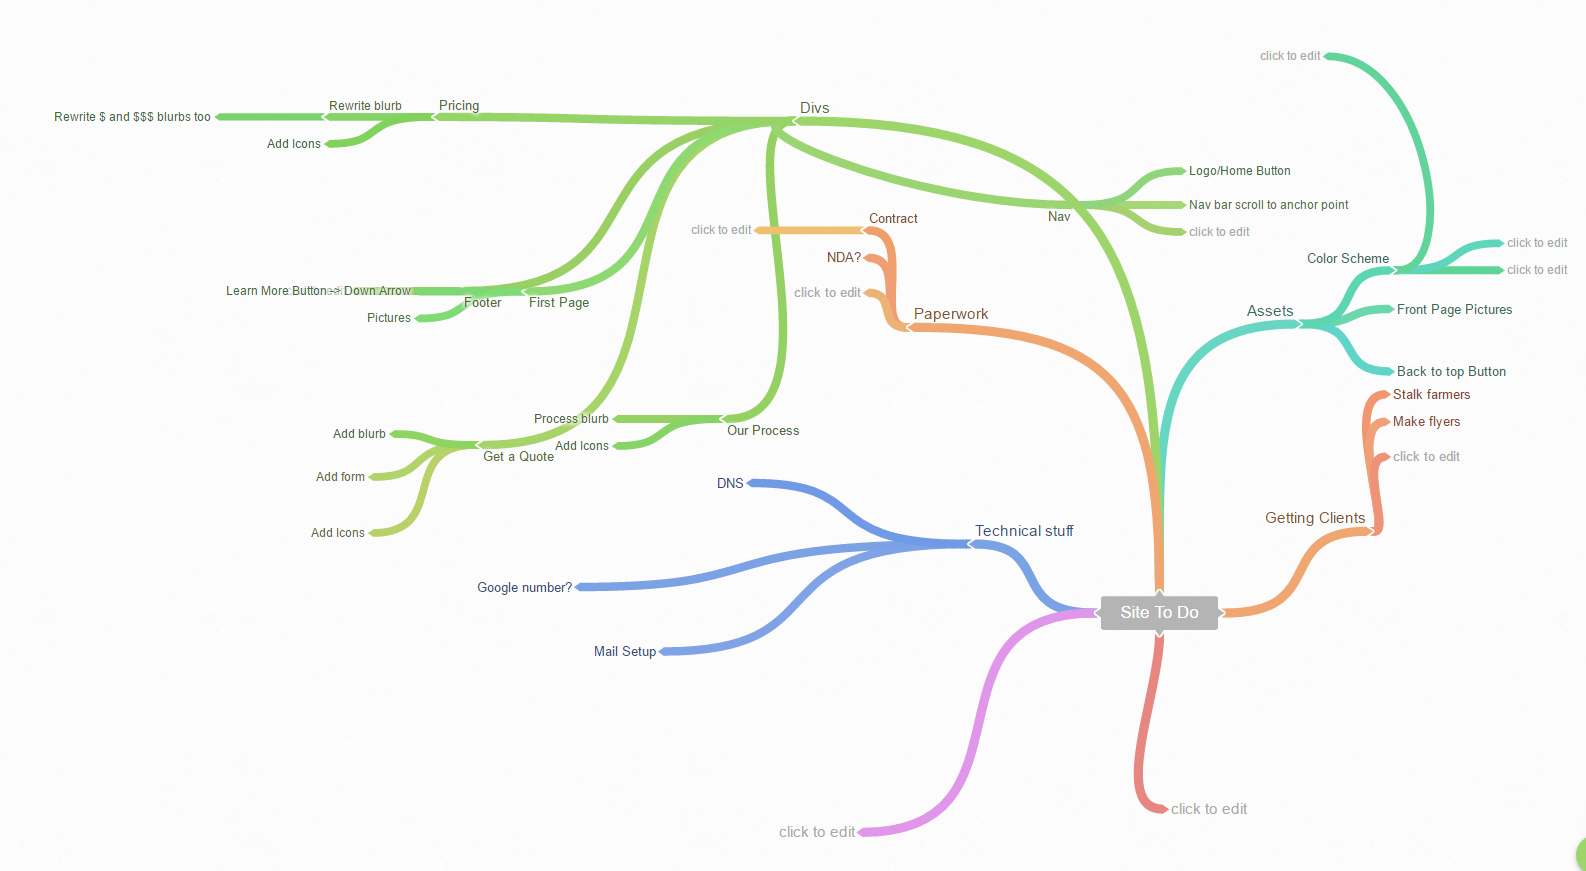 click to edit
Rewrite $ and $$$ blurbs too
Rewrite blurb
Pricing
Add Icons
Divs
Logo/Home Button
Nav bar scroll to anchor point
click to edit
Nav
Contract
click to edit
NDA?
click to edit
Paperwork
Color Scheme
click to edit
click to edit
Assets
Front Page Pictures
Back to top Button
Learn More Button -- Down Arrow
Pictures
Footer
First Page
Stalk farmers
Make flyers
click to edit
Getting Clients
Process blurb
Add Icons
Our Process
Add blurb
Add form
Add Icons
Get a Quote
DNS
Technical stuff
Google number?
Mail Setup
Site To Do
click to edit
click to edit